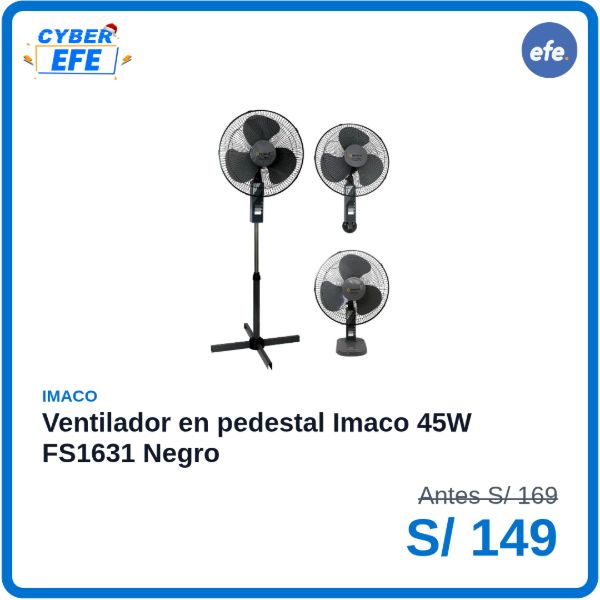 CYBER
EFE
efe.
IMACO
Ventilador en pedestal Imaco 45W
FS1631 Negro
Antes S/ 169
S/ 149